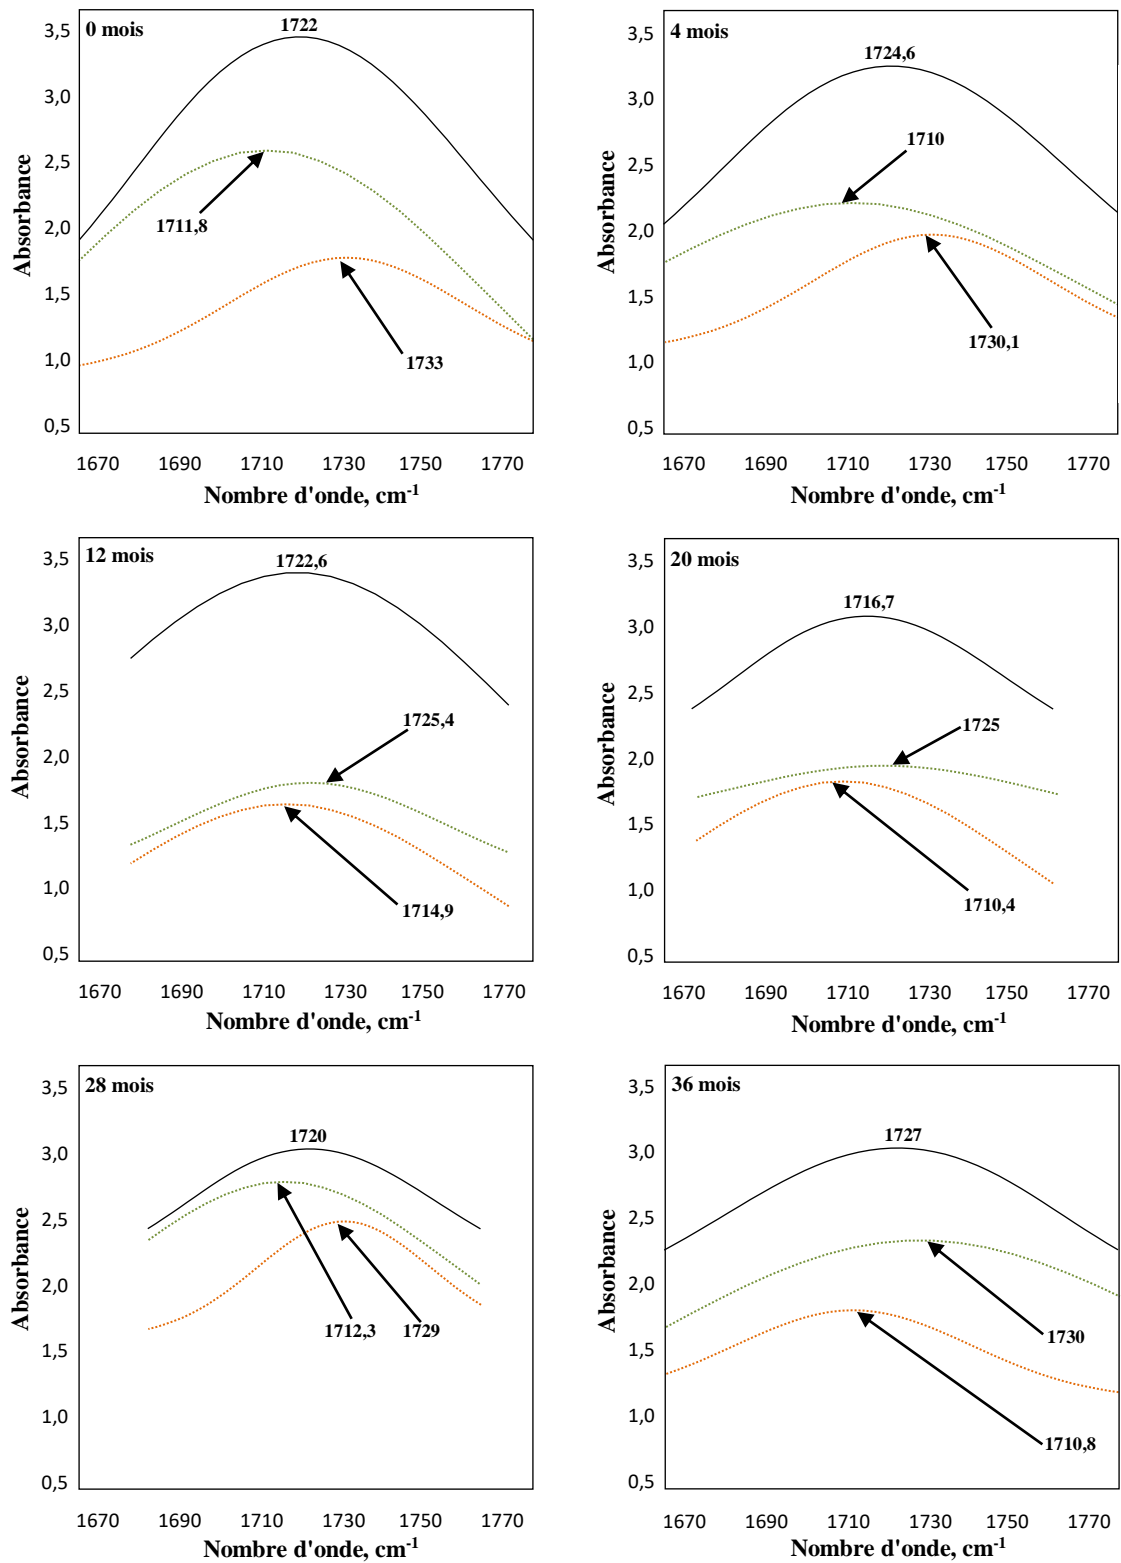 0 mois
1722
3,5
3,0
2,5
2,0
1,5
1,0
0,5
1711,8
1733
Absorbance
1670 1690 1710 1730 1750 1770
Nombre d'onde, cm-1
4 mois
1724,6
3,5
3,0
2,5
2,0
1,5
1,0
0,5
1710
1730,1
Absorbance
1670 1690 1710 1730 1750 1770
Nombre d'onde, cm-1
12 mois
1722,6
3,5
3,0
2,5
2,0
1,5
1,0
0,5
1725,4
1714,9
Absorbance
1670 1690 1710 1730 1750 1770
Nombre d'onde, cm-1
20 mois
1716,7
3,5
3,0
2,5
2,0
1,5
1,0
0,5
1725
1710,4
Absorbance
1670 1690 1710 1730 1750 1770
Nombre d'onde, cm-1
28 mois
1720
3,5
3,0
2,5
2,0
1,5
1,0
0,5
1712,3 1729
Absorbance
1670 1690 1710 1730 1750 1770
Nombre d'onde, cm-1
36 mois
1727
3,5
3,0
2,5
2,0
1,5
1,0
0,5
1730
1710,8
Absorbance
1670 1690 1710 1730 1750 1770
Nombre d'onde, cm-1